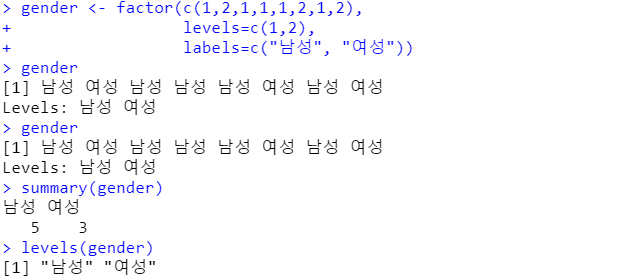 > gender <- factor(c(1,2,1,1,1,2,1,2),
+                  levels=c(1,2),
+                  labels=c("남성", "여성"))
> gender
[1] 남성 여성 남성 남성 남성 여성 남성 여성
Levels: 남성 여성
> gender
[1] 남성 여성 남성 남성 남성 여성 남성 여성
Levels: 남성 여성
> summary(gender)
남성 여성
   5    3
> levels(gender)
[1] "남성" "여성"